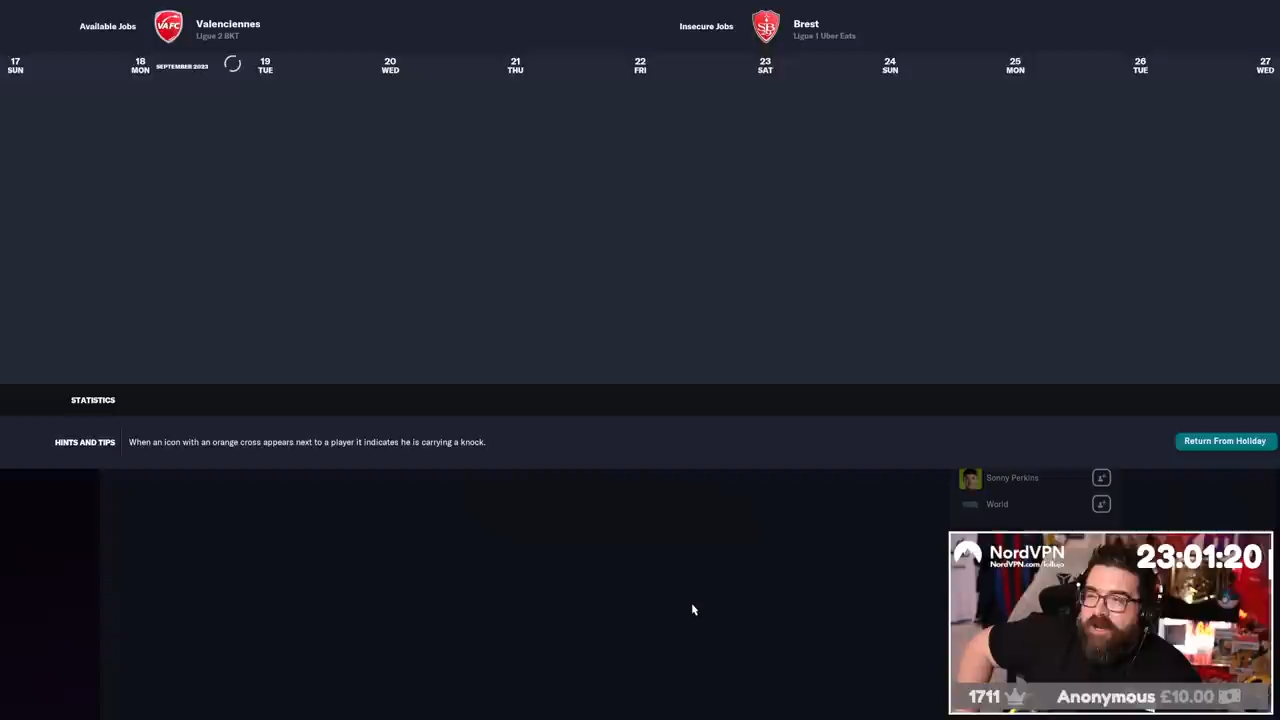 Available Jobs
VAFC
Valenciennes
Ligue 2 BKT
Insecure Jobs
SB
Brest
Ligue 1 Uber Eats
17
SUN
18
MON
SEPTEMBER 2023
19
TUE
20
WED
21
THU
22
FRI
23
SAT
24
SUN
25
MON
26
TUE
27
WED
STATISTICS
HINTS AND TIPS
When an icon with an orange cross appears next to a player it indicates he is carrying a knock.
Return From Holiday
Sonny Perkins
World
NordVPN
NordVPN.com/lollujo
23:01:20
1711
Anonymous £10.00